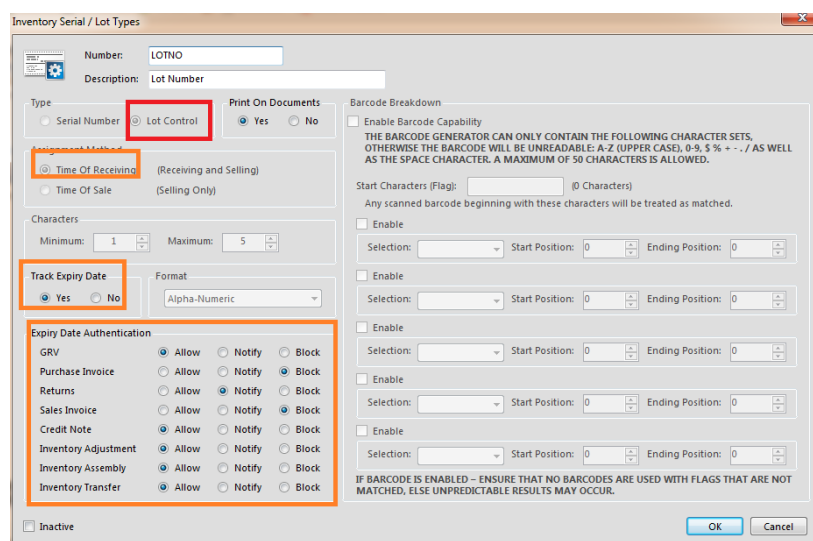 Inventory Serial / Lot Types
Number: LOTNO
Description: Lot Number
Type
Serial Number Lot Control
Print On Documents
Yes No
Assignment Method
Time Of Receiving (Receiving and Selling)
Time Of Sale (Selling Only)
Characters
Minimum: 1 Maximum: 5
Track Expiry Date
Yes No
Format
Alpha-Numeric
Expiry Date Authentication
GRV Allow Notify Block
Purchase Invoice Allow Notify Block
Returns Allow Notify Block
Sales Invoice Allow Notify Block
Credit Note Allow Notify Block
Inventory Adjustment Allow Notify Block
Inventory Assembly Allow Notify Block
Inventory Transfer Allow Notify Block
Barcode Breakdown
Enable Barcode Capability
THE BARCODE GENERATOR CAN ONLY CONTAIN THE FOLLOWING CHARACTER SETS,
OTHERWISE THE BARCODE WILL BE UNREADABLE: A-Z (UPPER CASE), 0-9, $ % + - . / AS WELL
AS THE SPACE CHARACTER. A MAXIMUM OF 50 CHARACTERS IS ALLOWED.
Start Characters (Flag): (0 Characters)
Any scanned barcode beginning with these characters will be treated as matched.
Enable
Selection: Start Position: 0 Ending Position: 0
Enable
Selection: Start Position: 0 Ending Position: 0
Enable
Selection: Start Position: 0 Ending Position: 0
Enable
Selection: Start Position: 0 Ending Position: 0
Enable
Selection: Start Position: 0 Ending Position: 0
IF BARCODE IS ENABLED – ENSURE THAT NO BARCODES ARE USED WITH FLAGS THAT ARE NOT
MATCHED, ELSE UNPREDICTABLE RESULTS MAY OCCUR.
Inactive
OK Cancel